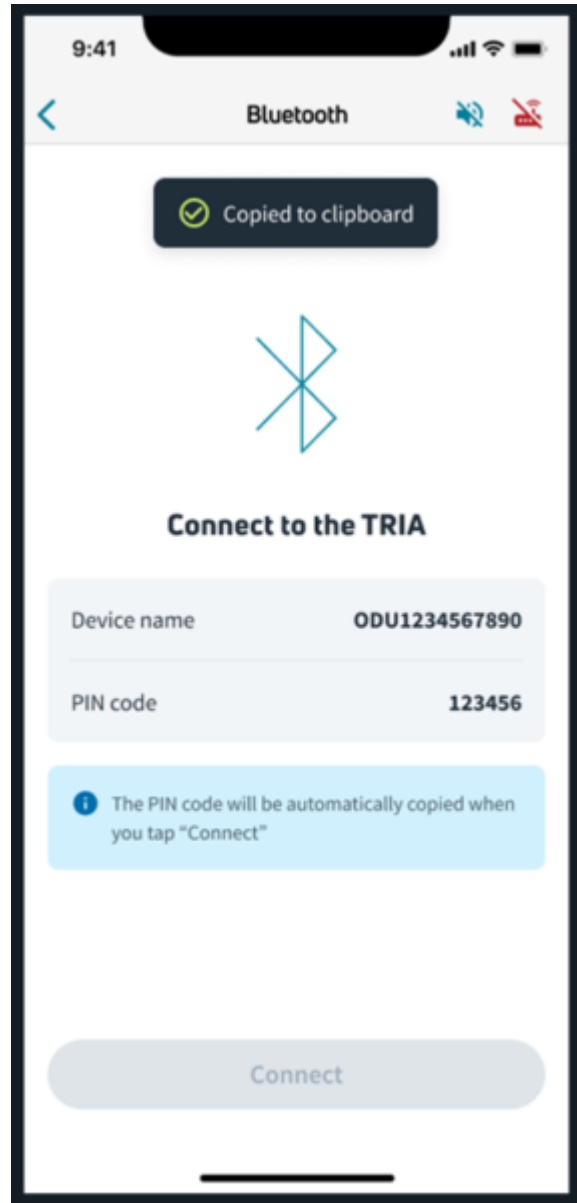 9:41
Bluetooth
Copied to clipboard
Connect to the TRIA
Device name ODU1234567890
PIN code 123456
The PIN code will be automatically copied when
you tap “Connect”
Connect